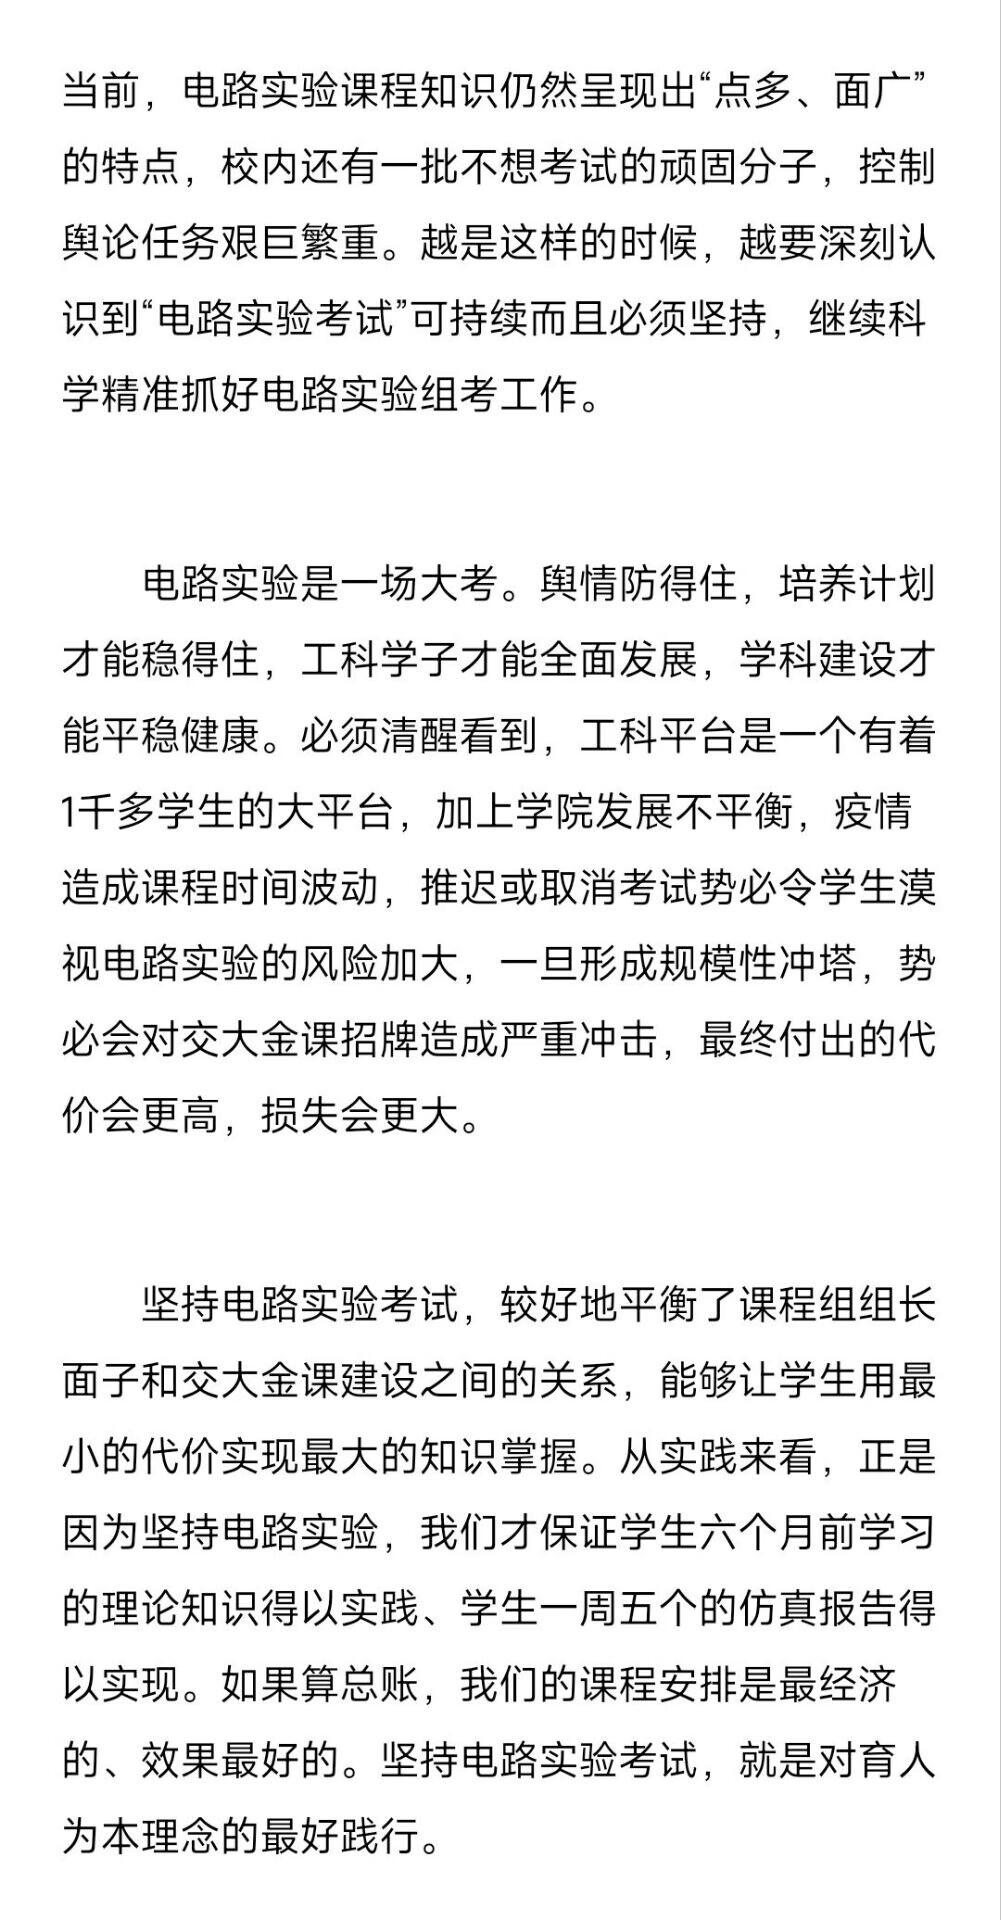 当前，电路实验课程知识仍然呈现出“点多、面广”
的特点，校内还有一批不想考试的顽固分子，控制
舆论任务艰巨繁重。越是这样的时候，越要深刻认
识到“电路实验考试”可持续而且必须坚持，继续科
学精准抓好电路实验组考工作。
电路实验是一场大考。舆情防得住，培养计划
才能稳得住，工科学子才能全面发展，学科建设才
能平稳健康。必须清醒看到，工科平台是一个有着
1千多学生的大平台，加上学院发展不平衡，疫情
造成课程时间波动，推迟或取消考试势必令学生漠
视电路实验的风险加大，一旦形成规模性冲塔，势
必会对交大金课招牌造成严重冲击，最终付出的代
价会更高，损失会更大。
坚持电路实验考试，较好地平衡了课程组组长
面子和交大金课建设之间的关系，能够让学生用最
小的代价实现最大的知识掌握。从实践来看，正是
因为坚持电路实验，我们才保证学生六个月前学习
的理论知识得以实践、学生一周五个的仿真报告得
以实现。如果算总账，我们的课程安排是最经济
的、效果最好的。坚持电路实验考试，就是对育人
为本理念的最好践行。